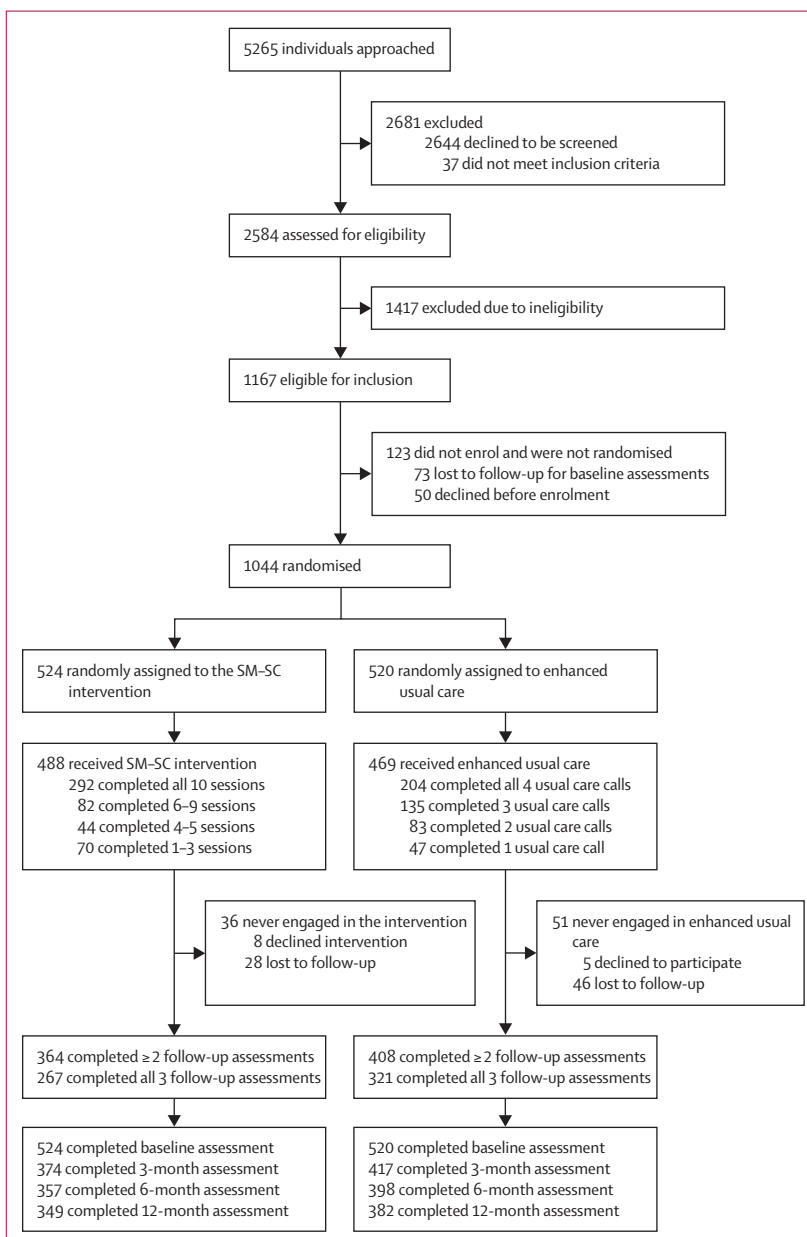 5265 individuals approached
2681 excluded
2644 declined to be screened
37 did not meet inclusion criteria
2584 assessed for eligibility
1417 excluded due to ineligibility
1167 eligible for inclusion
123 did not enrol and were not randomised
73 lost to follow-up for baseline assessments
50 declined before enrolment
1044 randomised
524 randomly assigned to the SM–SC
intervention
520 randomly assigned to enhanced
usual care
488 received SM–SC intervention
292 completed all 10 sessions
82 completed 6–9 sessions
44 completed 4–5 sessions
70 completed 1–3 sessions
469 received enhanced usual care
204 completed all 4 usual care calls
135 completed 3 usual care calls
83 completed 2 usual care calls
47 completed 1 usual care call
36 never engaged in the intervention
8 declined intervention
28 lost to follow-up
51 never engaged in enhanced usual
care
5 declined to participate
46 lost to follow-up
364 completed ≥2 follow-up assessments
267 completed all 3 follow-up assessments
408 completed ≥2 follow-up assessments
321 completed all 3 follow-up assessments
524 completed baseline assessment
374 completed 3-month assessment
357 completed 6-month assessment
349 completed 12-month assessment
520 completed baseline assessment
417 completed 3-month assessment
398 completed 6-month assessment
382 completed 12-month assessment